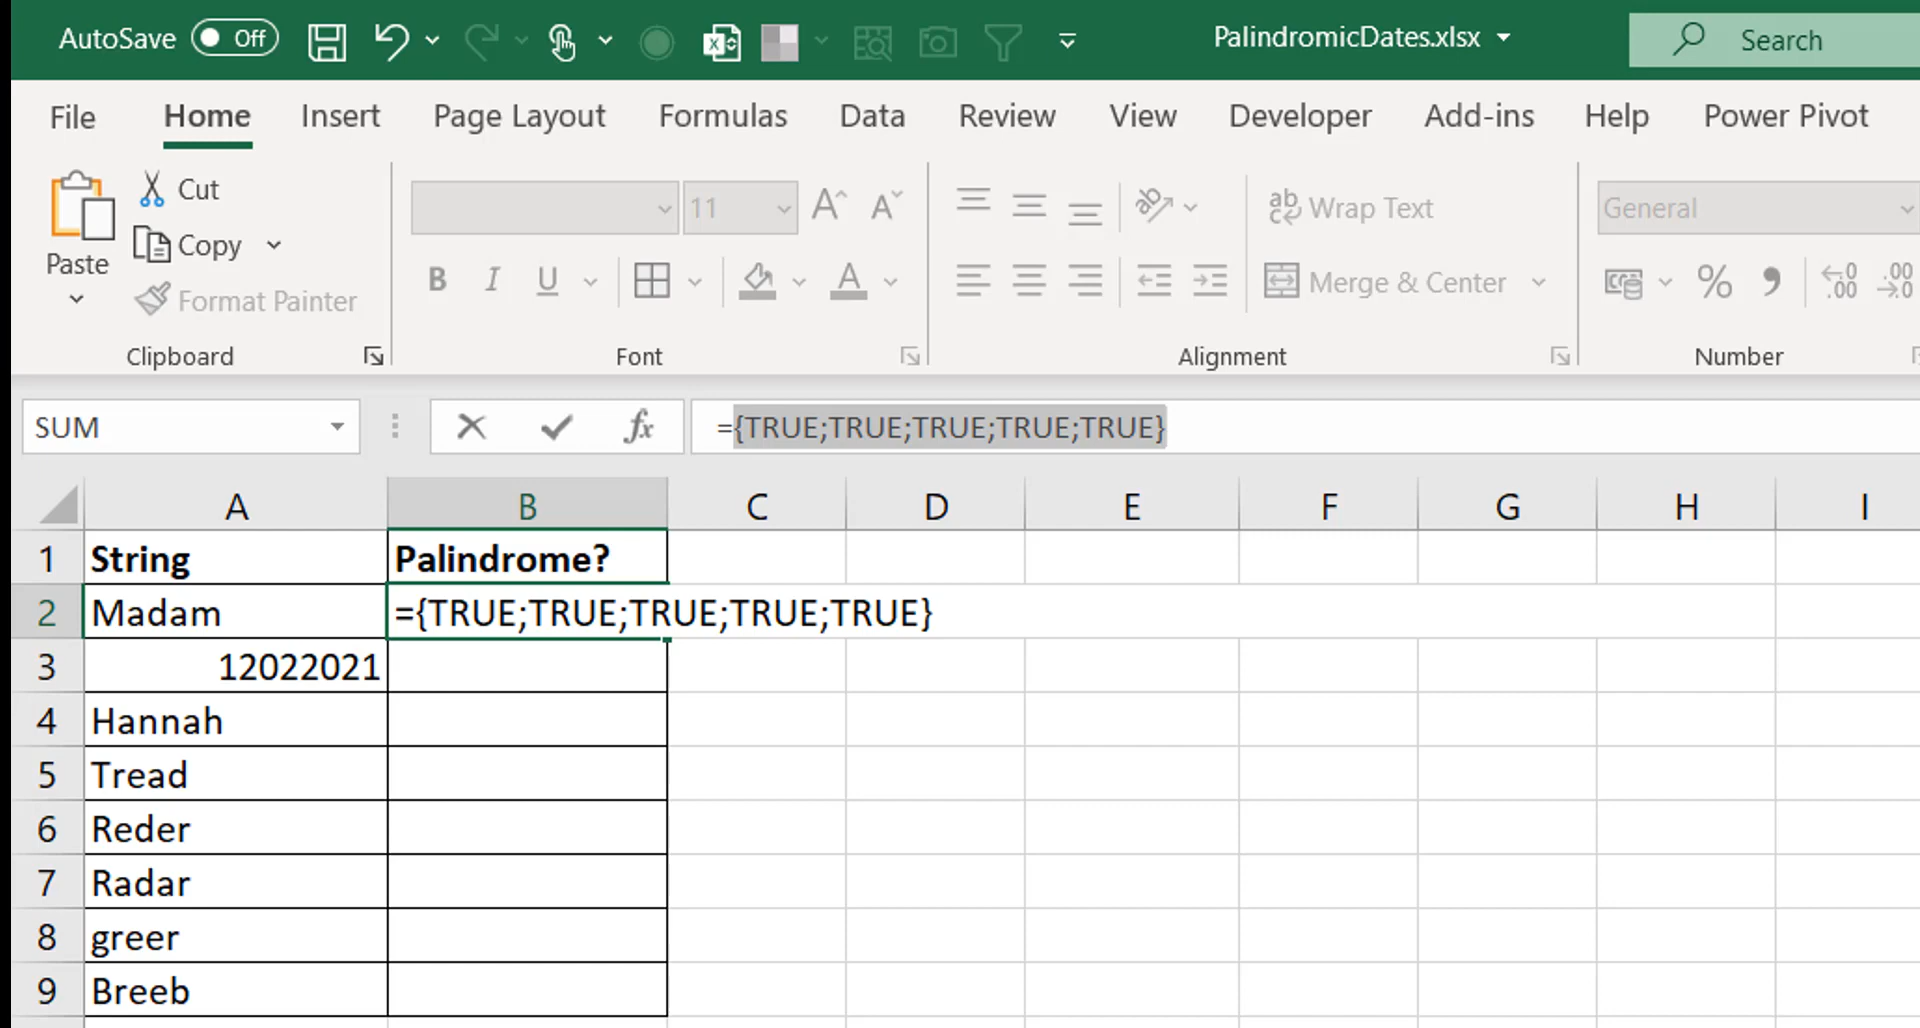 AutoSave Off PalindromicDates.xlsx Search
File Home Insert Page Layout Formulas Data Review View Developer Add-ins Help Power Pivot
Cut
Copy
Paste
Format Painter
Clipboard
11 A A
B I U A
Font
ab Wrap Text
Merge & Center
Alignment
General
% , .00 .00
Number
SUM fx ={TRUE;TRUE;TRUE;TRUE;TRUE}
A B C D E F G H I
1 String Palindrome?
2 Madam ={TRUE;TRUE;TRUE;TRUE;TRUE}
3 12022021
4 Hannah
5 Tread
6 Reder
7 Radar
8 greer
9 Breeb